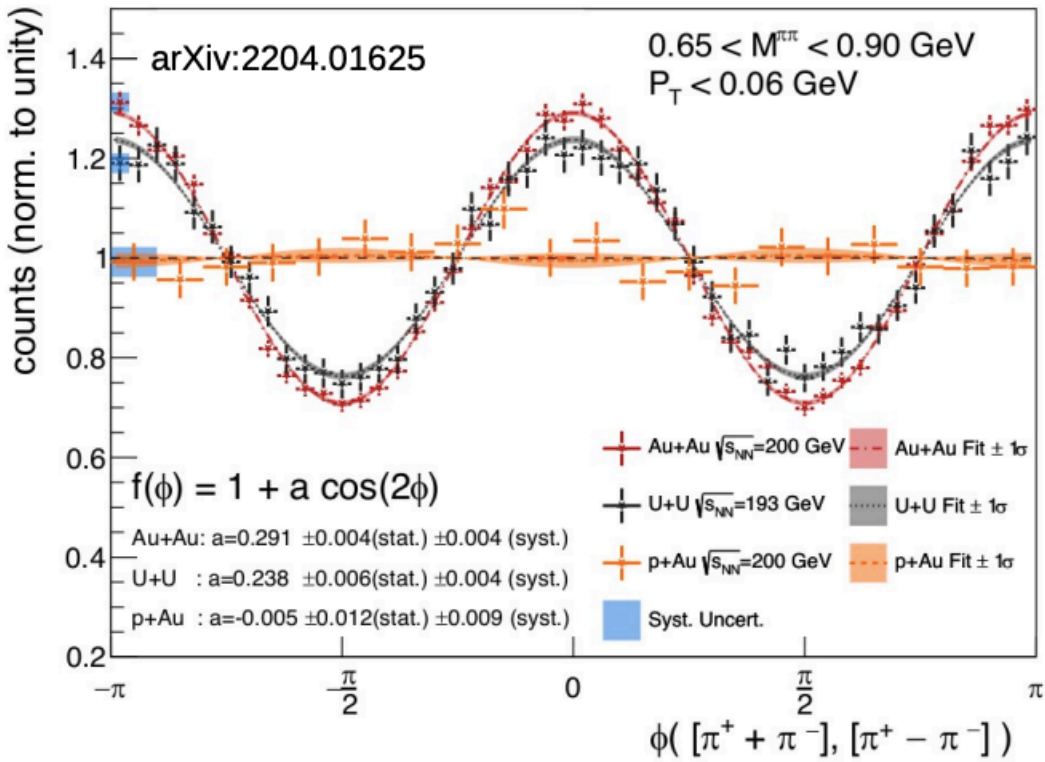 arXiv:2204.01625
0.65 < M^ππ < 0.90 GeV
P_T < 0.06 GeV
counts (norm. to unity)
1.4
1.2
1
0.8
0.6
0.4
0.2
f(ϕ) = 1 + a cos(2ϕ)
Au+Au: a=0.291 ±0.004(stat.) ±0.004 (syst.)
U+U : a=0.238 ±0.006(stat.) ±0.004 (syst.)
p+Au : a=-0.005 ±0.012(stat.) ±0.009 (syst.)
Au+Au √s_NN=200 GeV
Au+Au Fit ± 1σ
U+U √s_NN=193 GeV
U+U Fit ± 1σ
p+Au √s_NN=200 GeV
p+Au Fit ± 1σ
Syst. Uncert.
−π
−π/2
0
π/2
π
ϕ( [π⁺ + π⁻], [π⁺ − π⁻] )